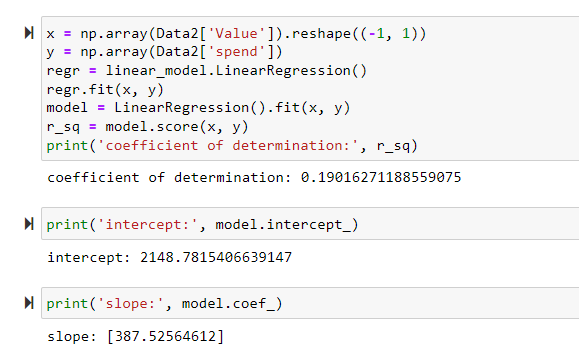 x = np.array(Data2['Value']).reshape((-1, 1))
y = np.array(Data2['spend'])
regr = linear_model.LinearRegression()
regr.fit(x, y)
model = LinearRegression().fit(x, y)
r_sq = model.score(x, y)
print('coefficient of determination:', r_sq)
coefficient of determination: 0.19016271188559075
print('intercept:', model.intercept_)
intercept: 2148.7815406639147
print('slope:', model.coef_)
slope: [387.52564612]